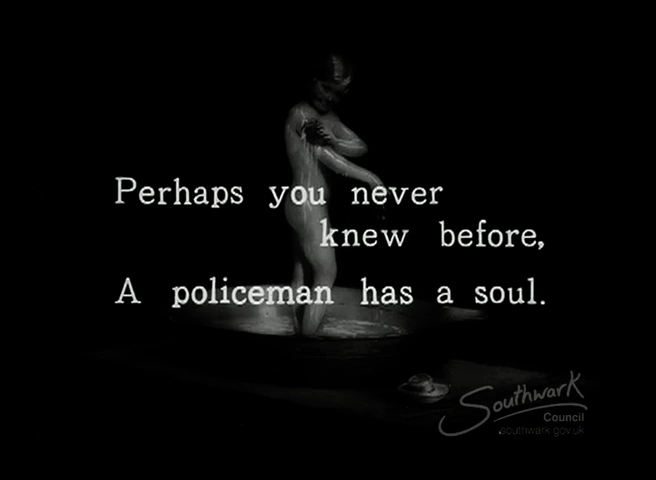 Perhaps you never
knew before,
A policeman has a soul.
Southwark
Council
southwark.gov.uk